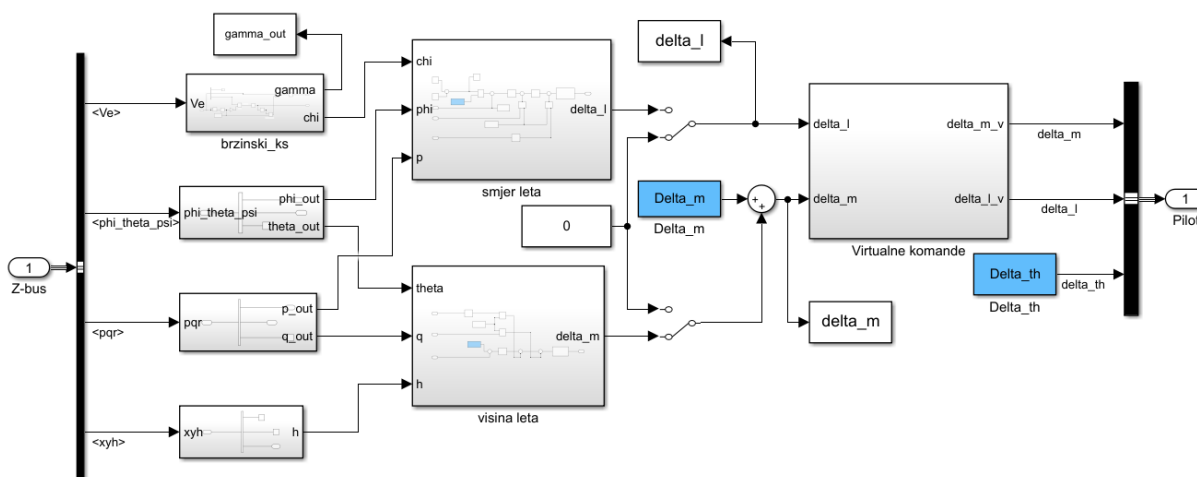 gamma_out
delta_l
Ve
gamma
chi
brzinski_ks
<Ve>
chi
phi
p
delta_l
smjer leta
delta_l
delta_m
delta_m_v
delta_l_v
Virtualne komande
delta_m
delta_l
phi_theta_psi
phi_out
theta_out
<phi_theta_psi>
Delta_m
Delta_m
0
1
Z-bus
1
Pilot
Delta_th
Delta_th
delta_th
pqr
p_out
q_out
<pqr>
theta
q
h
delta_m
visina leta
delta_m
xyh
h
<xyh>